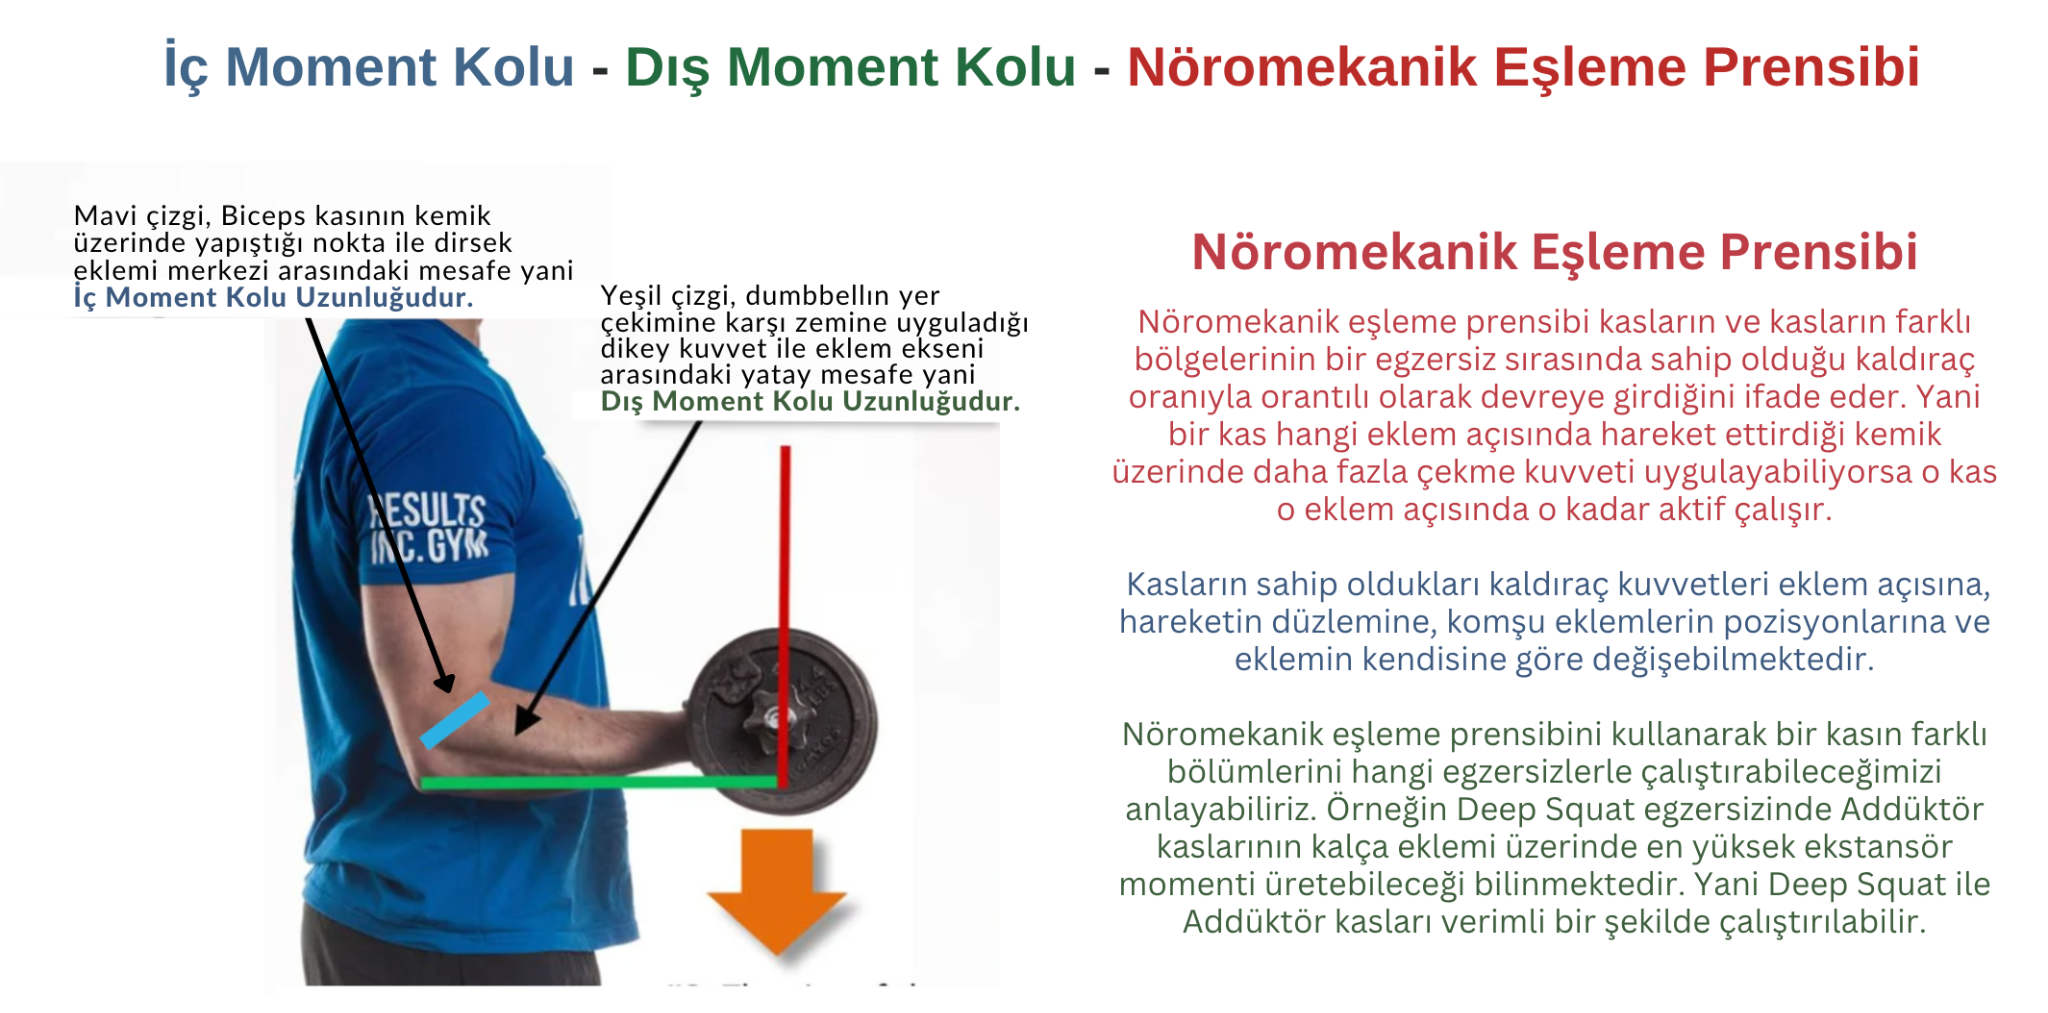 İç Moment Kolu - Dış Moment Kolu - Nöromekanik Eşleme Prensibi
Mavi çizgi, Biceps kasının kemik
üzerinde yapıştığı nokta ile dirsek
eklemi merkezi arasındaki mesafe yani
İç Moment Kolu Uzunluğudur.
Yeşil çizgi, dumbbellın yer
çekimine karşı zemine uyguladığı
dikey kuvvet ile eklem ekseni
arasındaki yatay mesafe yani
Dış Moment Kolu Uzunluğudur.
RESULTS
INC.GYM
Nöromekanik Eşleme Prensibi
Nöromekanik eşleme prensibi kasların ve kasların farklı
bölgelerinin bir egzersiz sırasında sahip olduğu kaldıraç
oranıyla orantılı olarak devreye girdiğini ifade eder. Yani
bir kas hangi eklem açısında hareket ettirdiği kemik
üzerinde daha fazla çekme kuvveti uygulayabiliyorsa o kas
o eklem açısında o kadar aktif çalışır.
Kasların sahip oldukları kaldıraç kuvvetleri eklem açısına,
hareketin düzlemine, komşu eklemlerin pozisyonlarına ve
eklemin kendisine göre değişebilmektedir.
Nöromekanik eşleme prensibini kullanarak bir kasın farklı
bölümlerini hangi egzersizlerle çalıştırabileceğimizi
anlayabiliriz. Örneğin Deep Squat egzersizinde Addüktör
kaslarının kalça eklemi üzerinde en yüksek ekstansör
momenti üretebileceği bilinmektedir. Yani Deep Squat ile
Addüktör kasları verimli bir şekilde çalıştırılabilir.